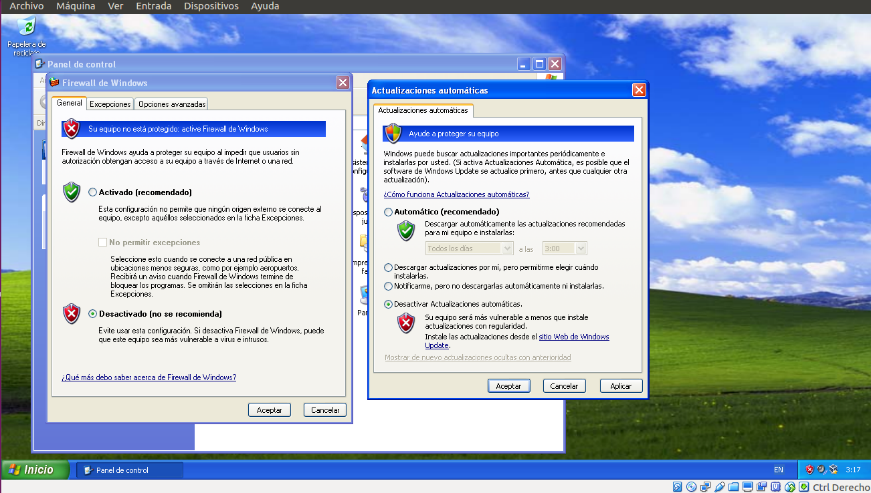 Archivo Máquina Ver Entrada Dispositivos Ayuda
Papelera de
reciclaje
Panel de control
Firewall de Windows
General Excepciones Opciones avanzadas
Su equipo no está protegido: active Firewall de Windows
Firewall de Windows ayuda a proteger su equipo al impedir que usuarios sin
autorización obtengan acceso a su equipo a través de Internet o una red.
Activado (recomendado)
Esta configuración no permite que ningún origen externo se conecte al
equipo, excepto aquéllos seleccionados en la ficha Excepciones.
No permitir excepciones
Seleccione esto cuando se conecte a una red pública en
ubicaciones menos seguras, como por ejemplo aeropuertos.
Recibirá un aviso cuando Firewall de Windows termine de
bloquear los programas. Se omitirán las selecciones en la ficha
Excepciones.
Desactivado (no se recomienda)
Evite usar esta configuración. Si desactiva Firewall de Windows, puede
que este equipo sea más vulnerable a virus e intrusos.
¿Qué más debo saber acerca de Firewall de Windows?
Aceptar Cancelar
Actualizaciones automáticas
Actualizaciones automáticas
Ayude a proteger su equipo
Windows puede buscar actualizaciones importantes periódicamente e
instalarlas por usted. (Si activa Actualizaciones Automática, es posible que el
software de Windows Update se actualice primero, antes que cualquier otra
actualización).
¿Cómo funciona Actualizaciones automáticas?
Automático (recomendado)
Descargar automáticamente las actualizaciones recomendadas
para mi equipo e instalarlas:
Todos los días a las 3:00
Descargar actualizaciones por mí, pero permitirme elegir cuándo
instalarlas.
Notificarme, pero no descargarlas automáticamente ni instalarlas.
Desactivar Actualizaciones automáticas.
Su equipo será más vulnerable a menos que instale
actualizaciones con regularidad.
Instale las actualizaciones desde el sitio Web de Windows
Update.
Mostrar de nuevo actualizaciones ocultas con anterioridad
Aceptar Cancelar Aplicar
Inicio Panel de control EN 3:17
Ctrl Derecho